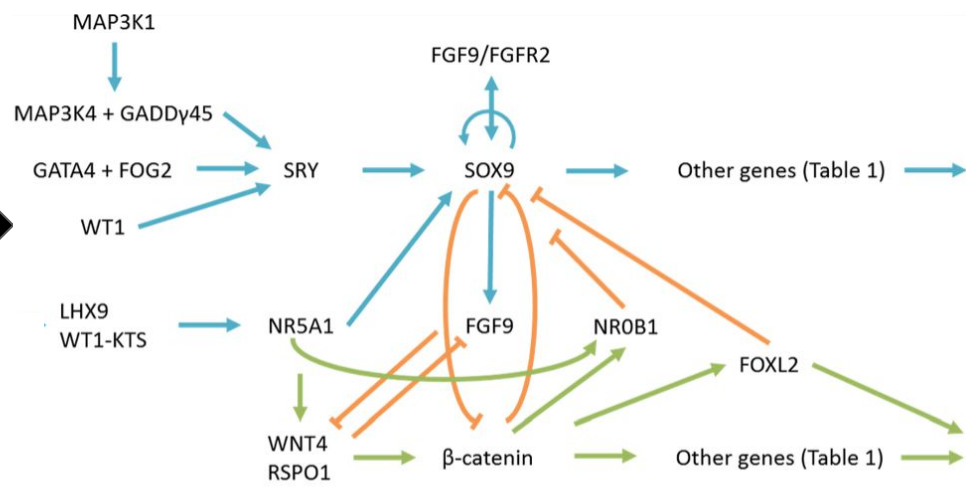 MAP3K1
FGF9/FGFR2
MAP3K4 + GADDγ45
GATA4 + FOG2
SRY
SOX9
Other genes (Table 1)
WT1
LHX9
WT1-KTS
NR5A1
FGF9
NR0B1
FOXL2
WNT4
RSPO1
β-catenin
Other genes (Table 1)